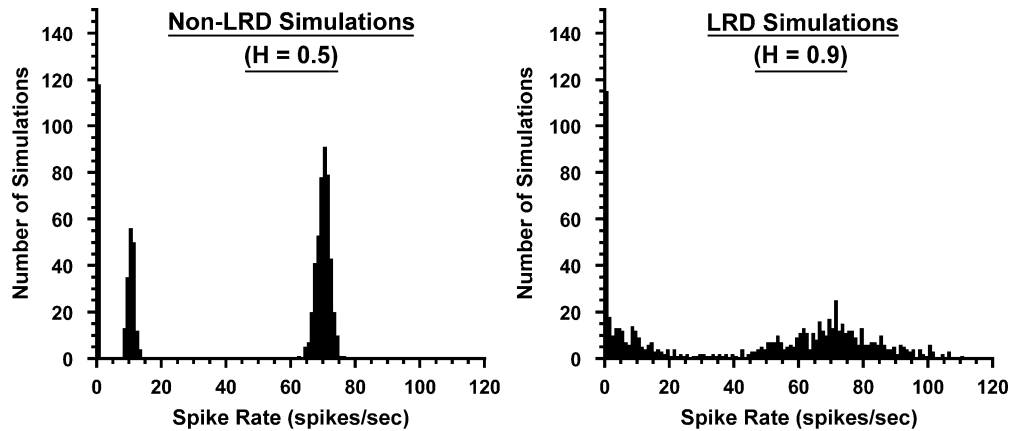 Non-LRD Simulations
(H = 0.5)
Number of Simulations
140
120
100
80
60
40
20
0
0 20 40 60 80 100 120
Spike Rate (spikes/sec)
LRD Simulations
(H = 0.9)
Number of Simulations
140
120
100
80
60
40
20
0
0 20 40 60 80 100 120
Spike Rate (spikes/sec)